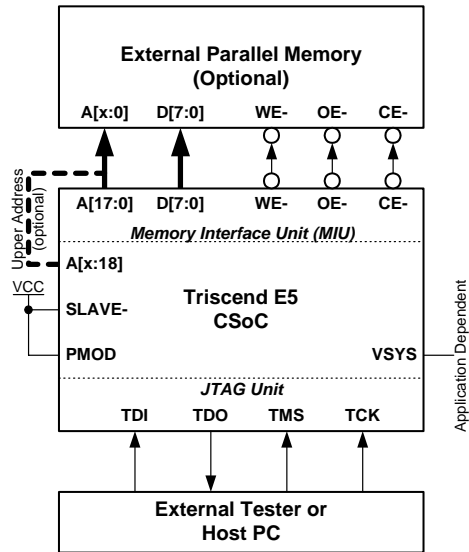 External Parallel Memory
(Optional)
A[x:0] D[7:0] WE- OE- CE-
Upper Address
(optional)
A[17:0] D[7:0] WE- OE- CE-
Memory Interface Unit (MIU)
A[x:18]
VCC
Triscend E5
CSoC
SLAVE-
PMOD
VSYS
Application Dependent
JTAG Unit
TDI TDO TMS TCK
External Tester or
Host PC